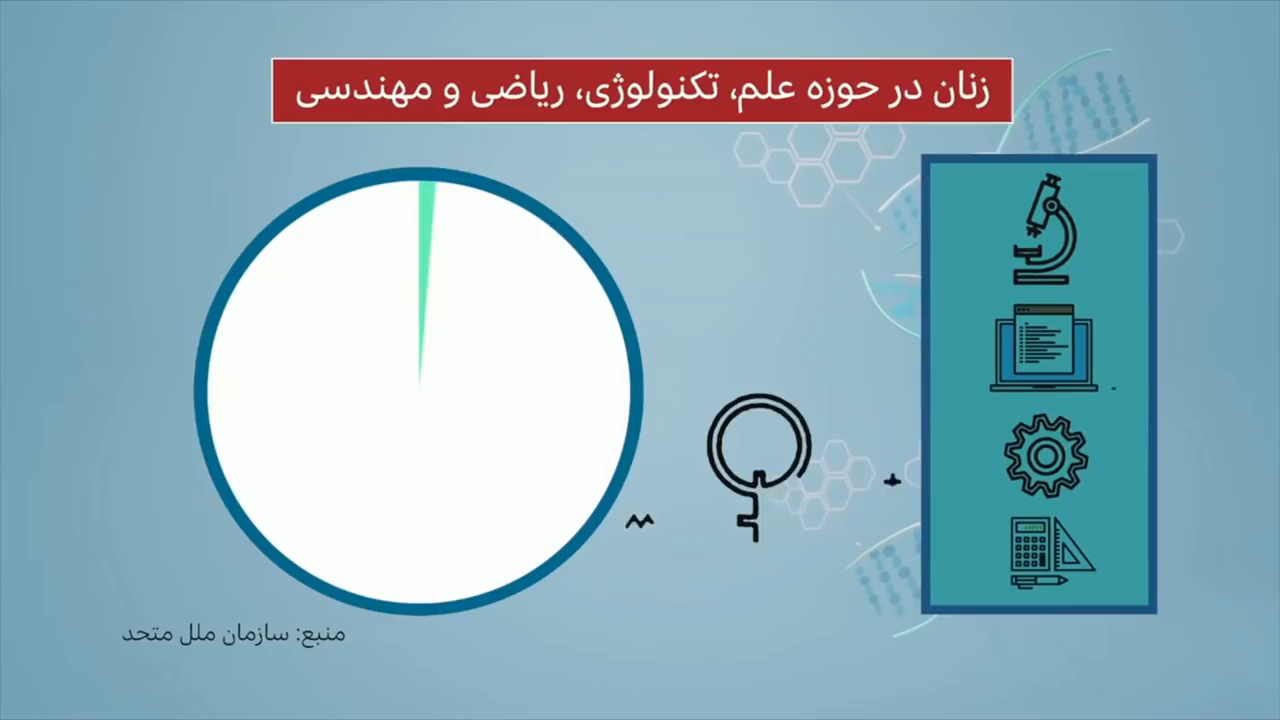 زنان در حوزه علم، تکنولوژی، ریاضی و مهندسی
منبع: سازمان ملل متحد